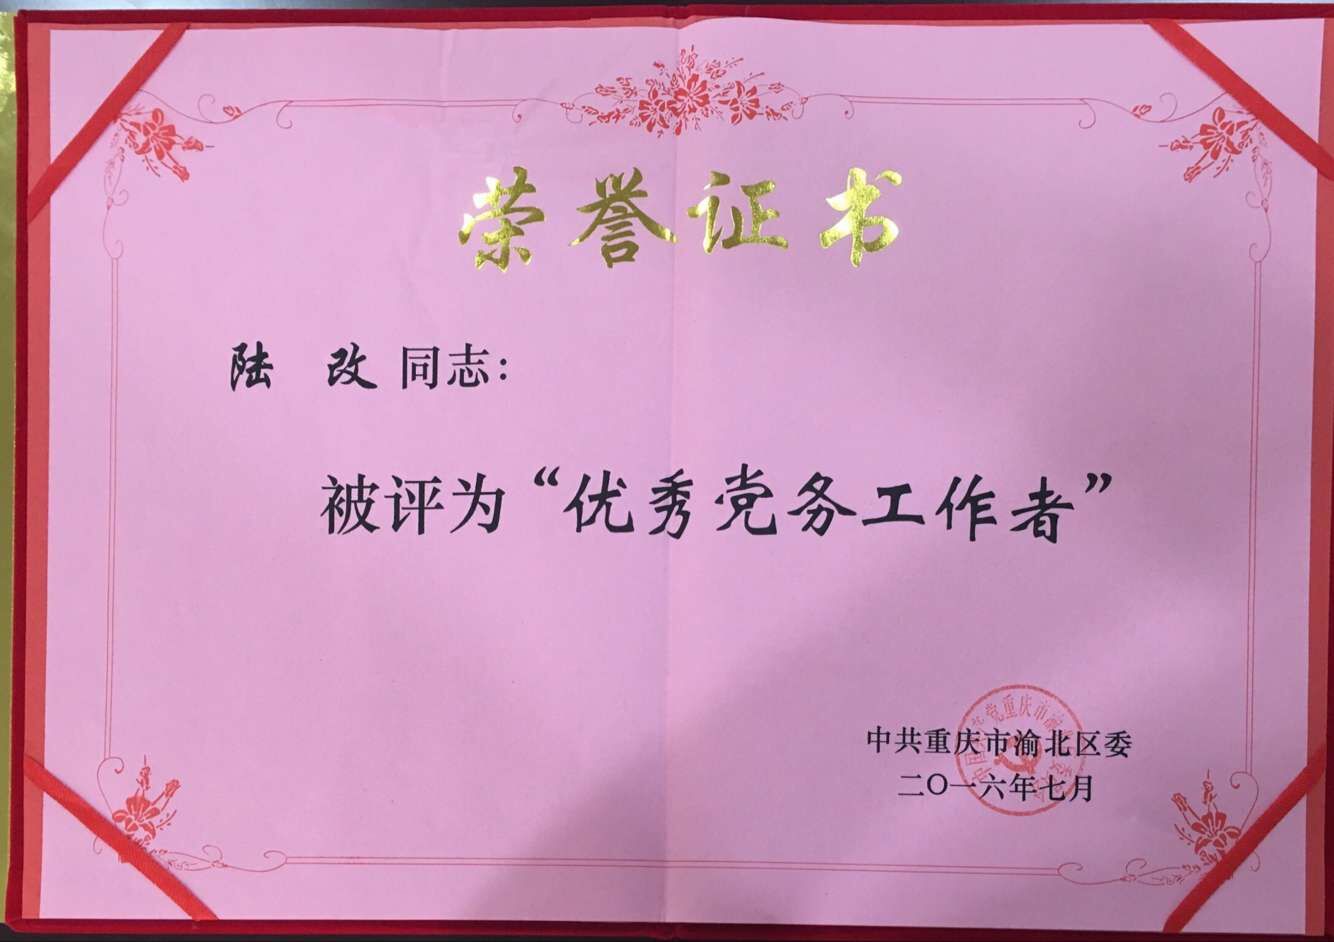 荣誉证书
陆 改 同志：
被评为“优秀党务工作者”
中共重庆市渝北区委
二〇一六年七月